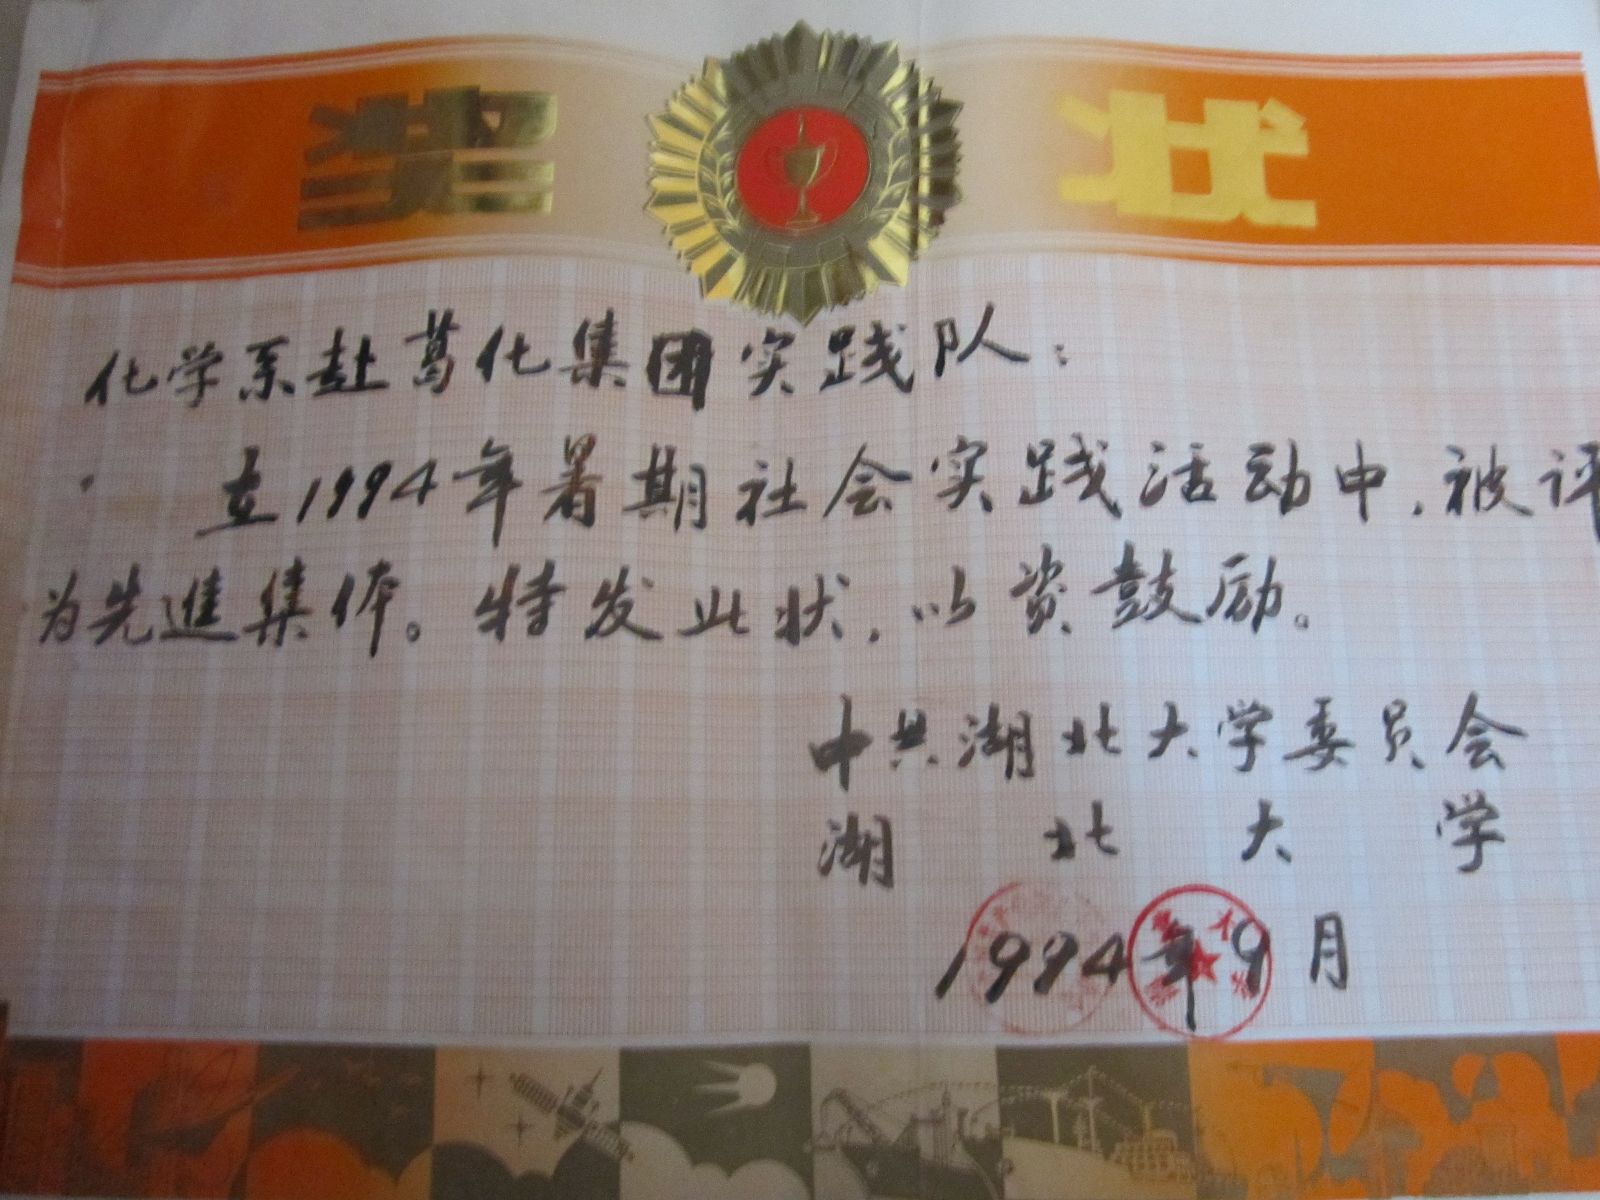 奖状
化学系赴葛化集团实践队：
在1994年暑期社会实践活动中，被评
为先進集体。特发此状，以资鼓励。
中共湖北大学委员会
湖北大学
1994年9月